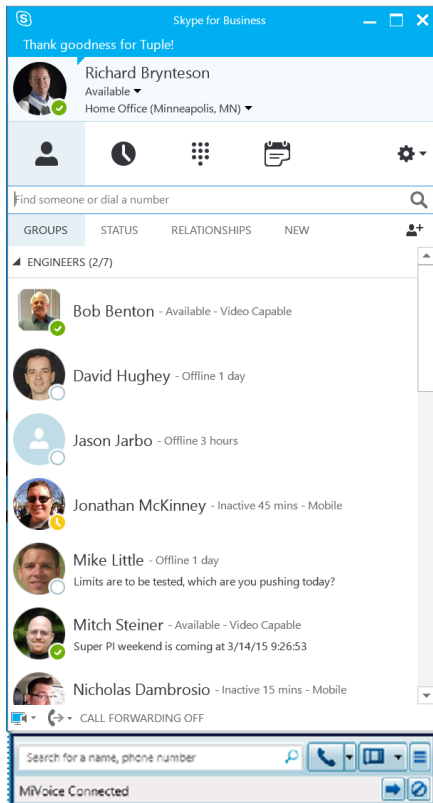 Skype for Business
Thank goodness for Tuple!
Richard Brynteson
Available
Home Office (Minneapolis, MN)
Find someone or dial a number
GROUPS STATUS RELATIONSHIPS NEW
ENGINEERS (2/7)
Bob Benton - Available - Video Capable
David Hughey - Offline 1 day
Jason Jarbo - Offline 3 hours
Jonathan McKinney - Inactive 45 mins - Mobile
Mike Little - Offline 1 day
Limits are to be tested, which are you pushing today?
Mitch Steiner - Available - Video Capable
Super PI weekend is coming at 3/14/15 9:26:53
Nicholas Dambrosio - Inactive 15 mins - Mobile
CALL FORWARDING OFF
Search for a name, phone number
MiVoice Connected